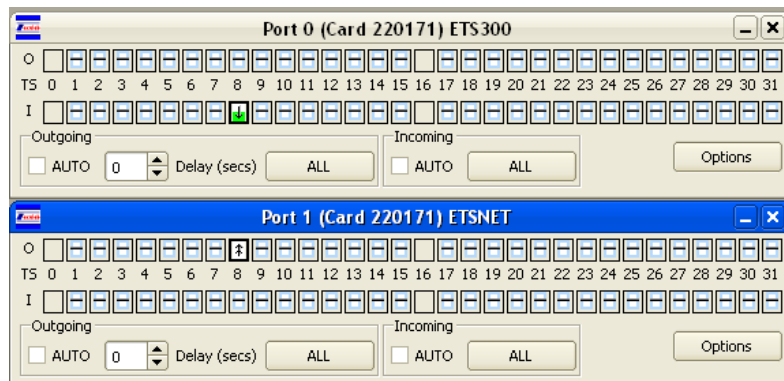 Port 0 (Card 220171) ETS300
O
TS 0 1 2 3 4 5 6 7 8 9 10 11 12 13 14 15 16 17 18 19 20 21 22 23 24 25 26 27 28 29 30 31
I
Outgoing Incoming
AUTO 0 Delay (secs) ALL AUTO ALL Options
Port 1 (Card 220171) ETSNET
O
TS 0 1 2 3 4 5 6 7 8 9 10 11 12 13 14 15 16 17 18 19 20 21 22 23 24 25 26 27 28 29 30 31
I
Outgoing Incoming
AUTO 0 Delay (secs) ALL AUTO ALL Options